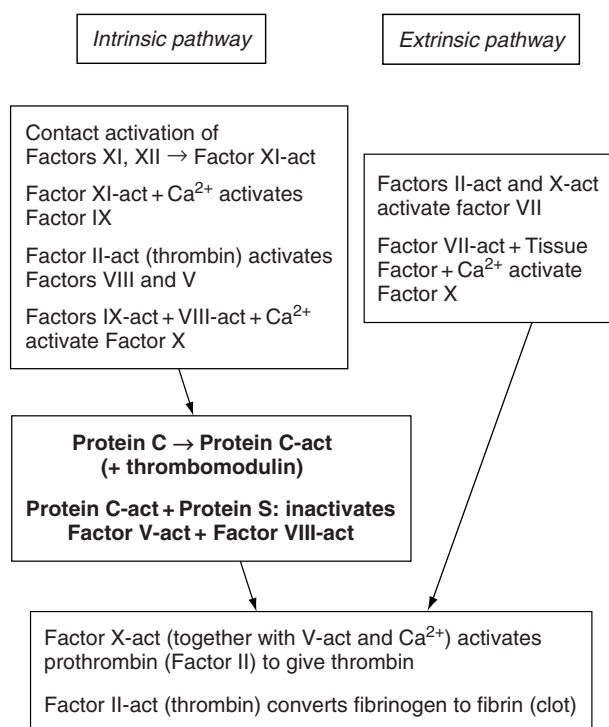 Intrinsic pathway
Extrinsic pathway
Contact activation of
Factors XI, XII → Factor XI-act
Factor XI-act + Ca²⁺ activates
Factor IX
Factor II-act (thrombin) activates
Factors VIII and V
Factors IX-act + VIII-act + Ca²⁺
activate Factor X
Factors II-act and X-act
activate factor VII
Factor VII-act + Tissue
Factor + Ca²⁺ activate
Factor X
Protein C → Protein C-act
(+ thrombomodulin)
Protein C-act + Protein S: inactivates
Factor V-act + Factor VIII-act
Factor X-act (together with V-act and Ca²⁺) activates
prothrombin (Factor II) to give thrombin
Factor II-act (thrombin) converts fibrinogen to fibrin (clot)